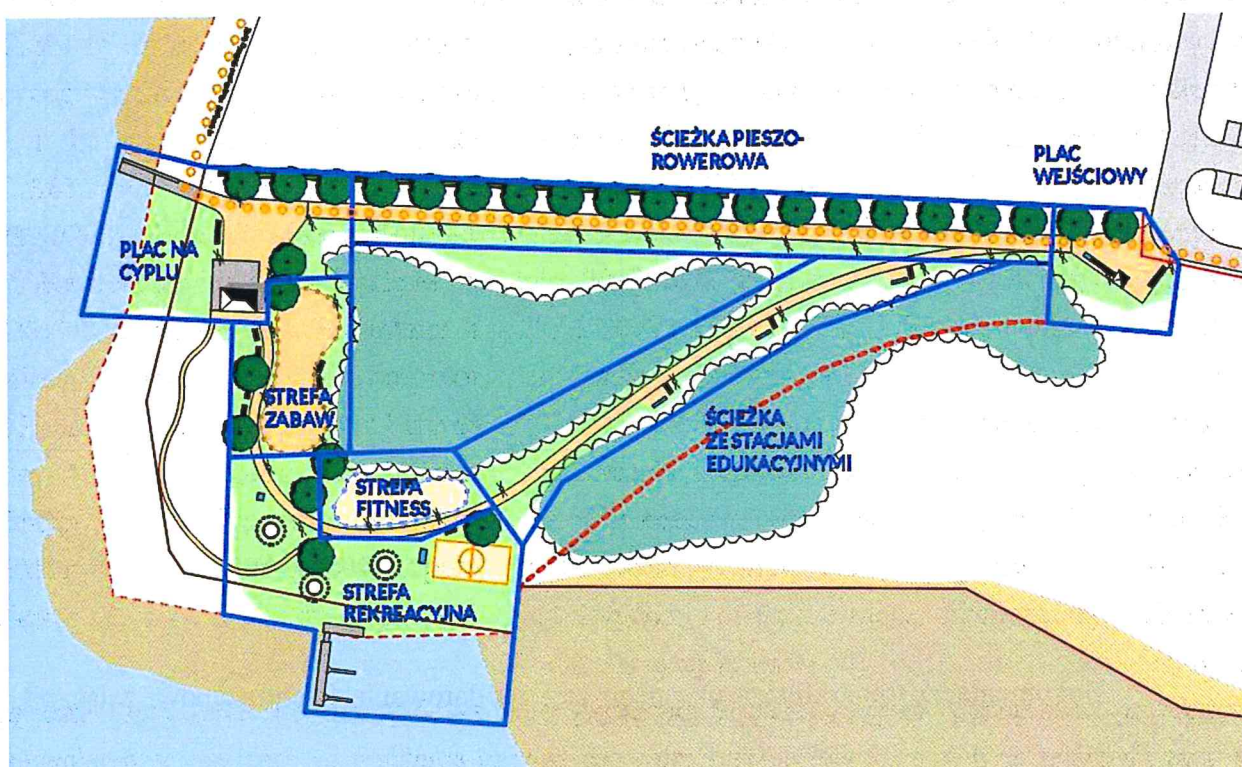 ŚCIEŻKA PIESZO-
ROWEROWA
PLAC
WEJŚCIOWY
PLAC NA
CYPLU
STREFA
ZABAW
ŚCIEŻKA
ZE STACJAMI
EDUKACYJNYMI
STREFA
FITNESS
STREFA
REKREACYJNA